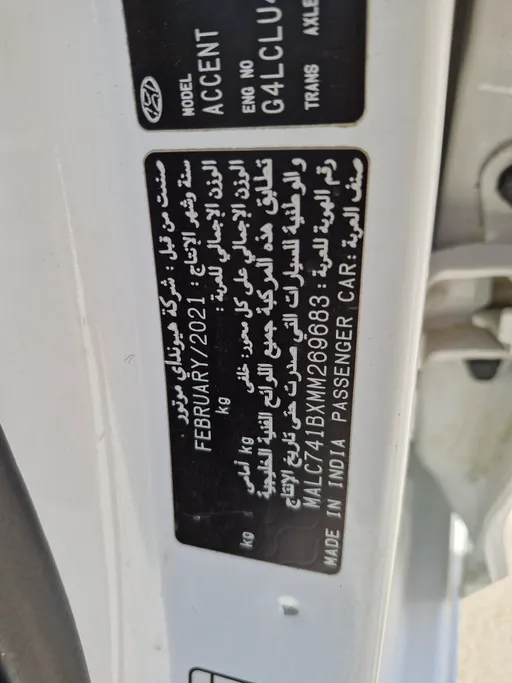 MODEL
ACCENT
ENG NO
G4LCLU4
TRANS AXLE
صنعت من قبل : شركة هيونداي موتور
سنة وشهر الإنتاج : FEBRUARY/2021
الوزن الإجمالي للعربة : kg
الوزن الإجمالي على كل محور: خلفي kg أمامي kg
تطابق هذه المركبة جميع اللوائح الفنية الخليجية
والوطنية للسيارات التي صدرت حتى تاريخ الإنتاج
رقم الهوية للعربة : MALC741BXMM269683
صنف العربة : PASSENGER CAR MADE IN INDIA